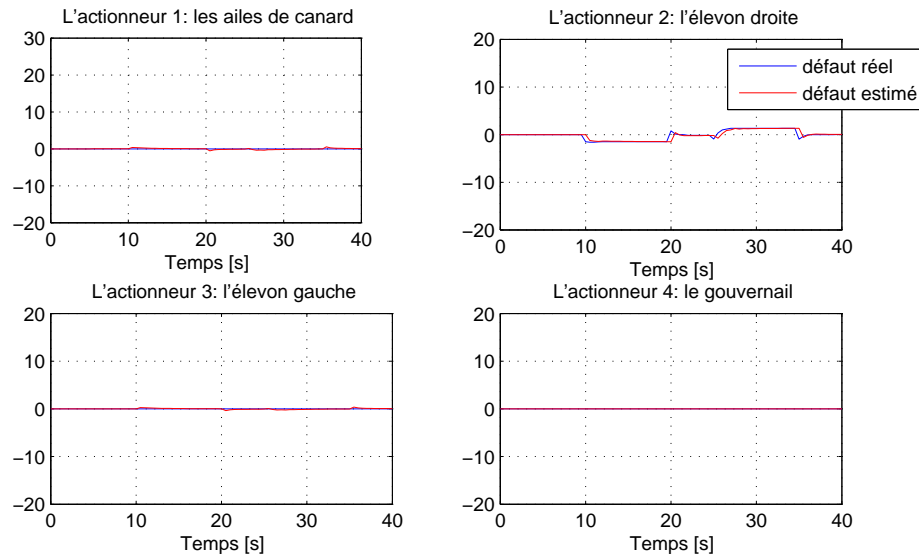 L'actionneur 1: les ailes de canard
30
20
10
0
−10
−20
0 10 20 30 40
Temps [s]
L'actionneur 2: l'élevon droite
20
10
0
−10
−20
0 10 20 30 40
Temps [s]
défaut réel
défaut estimé
L'actionneur 3: l'élevon gauche
20
10
0
−10
−20
0 10 20 30 40
Temps [s]
L'actionneur 4: le gouvernail
20
10
0
−10
−20
0 10 20 30 40
Temps [s]